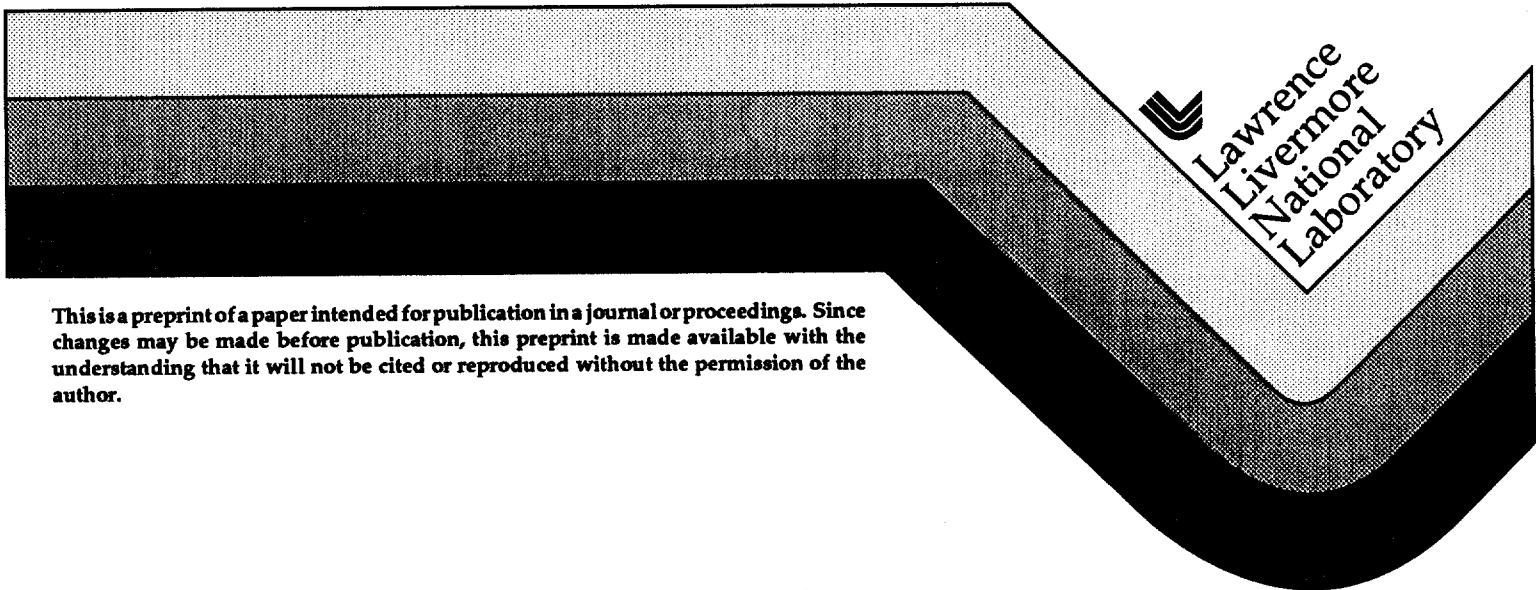 Lawrence
Livermore
National
Laboratory
This is a preprint of a paper intended for publication in a journal or proceedings. Since
changes may be made before publication, this preprint is made available with the
understanding that it will not be cited or reproduced without the permission of the
author.